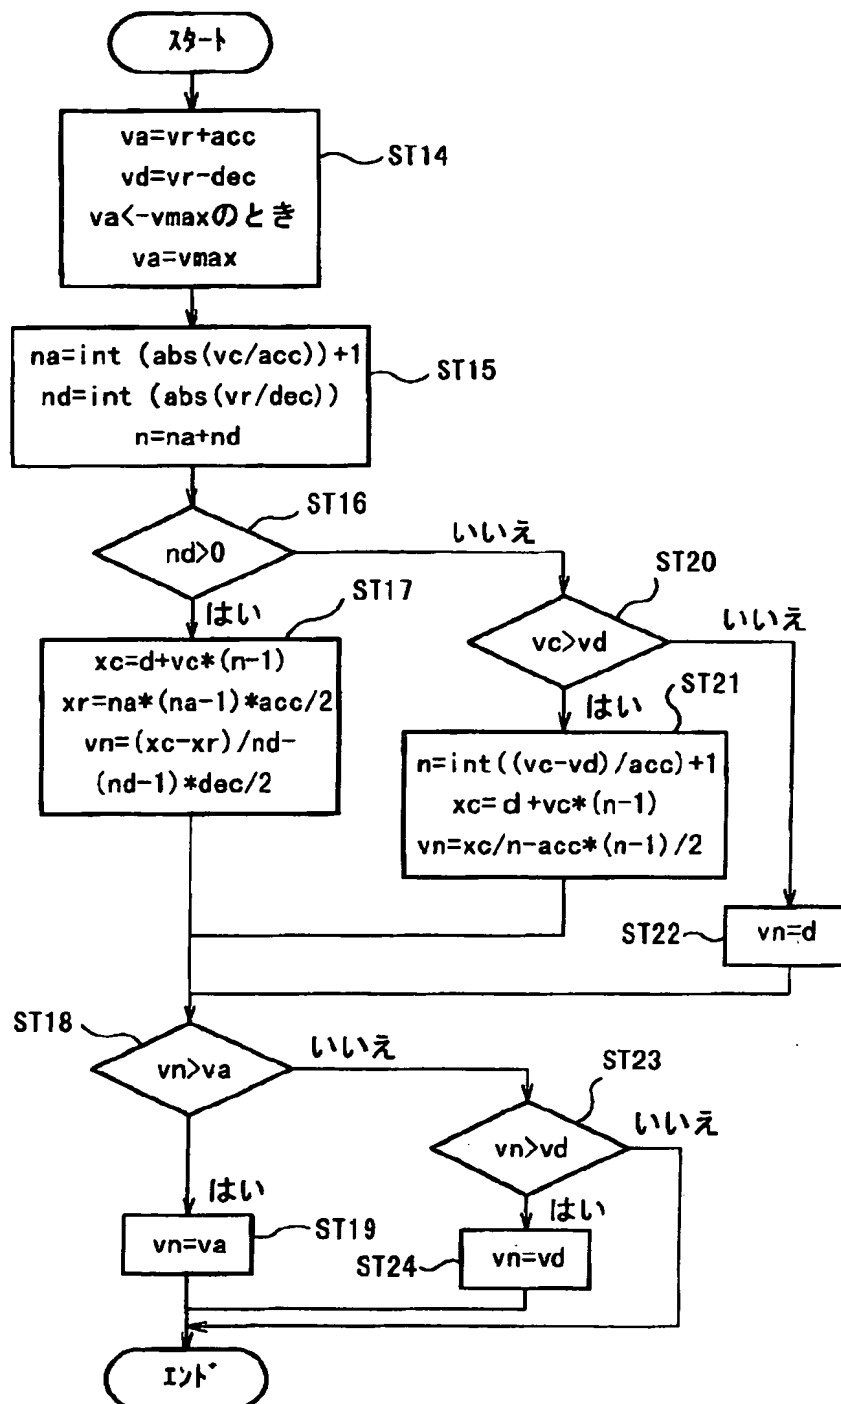 スタート
va=vr+acc
vd=vr-dec
va<-vmaxのとき
va=vmax
ST14
na=int (abs(vc/acc))+1
nd=int (abs(vr/dec))
n=na+nd
ST15
nd>0
ST16
いいえ
はい
ST17
xc=d+vc*(n-1)
xr=na*(na-1)*acc/2
vn=(xc-xr)/nd-
(nd-1)*dec/2
vc>vd
ST20
いいえ
はい
ST21
n=int((vc-vd)/acc)+1
xc=d+vc*(n-1)
vn=xc/n-acc*(n-1)/2
ST22
vn=d
ST18
vn>va
いいえ
はい
ST23
vn>vd
いいえ
はい
vn=va
ST19
ST24
vn=vd
エンド